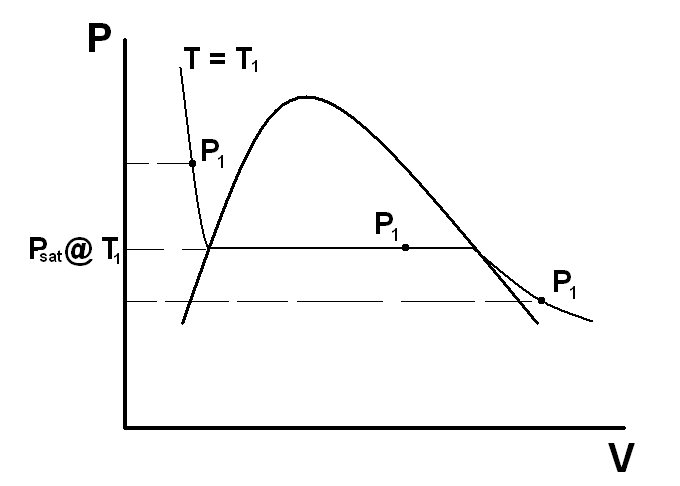 P
T = T₁
P₁
P₁
Psat@ T₁
P₁
V